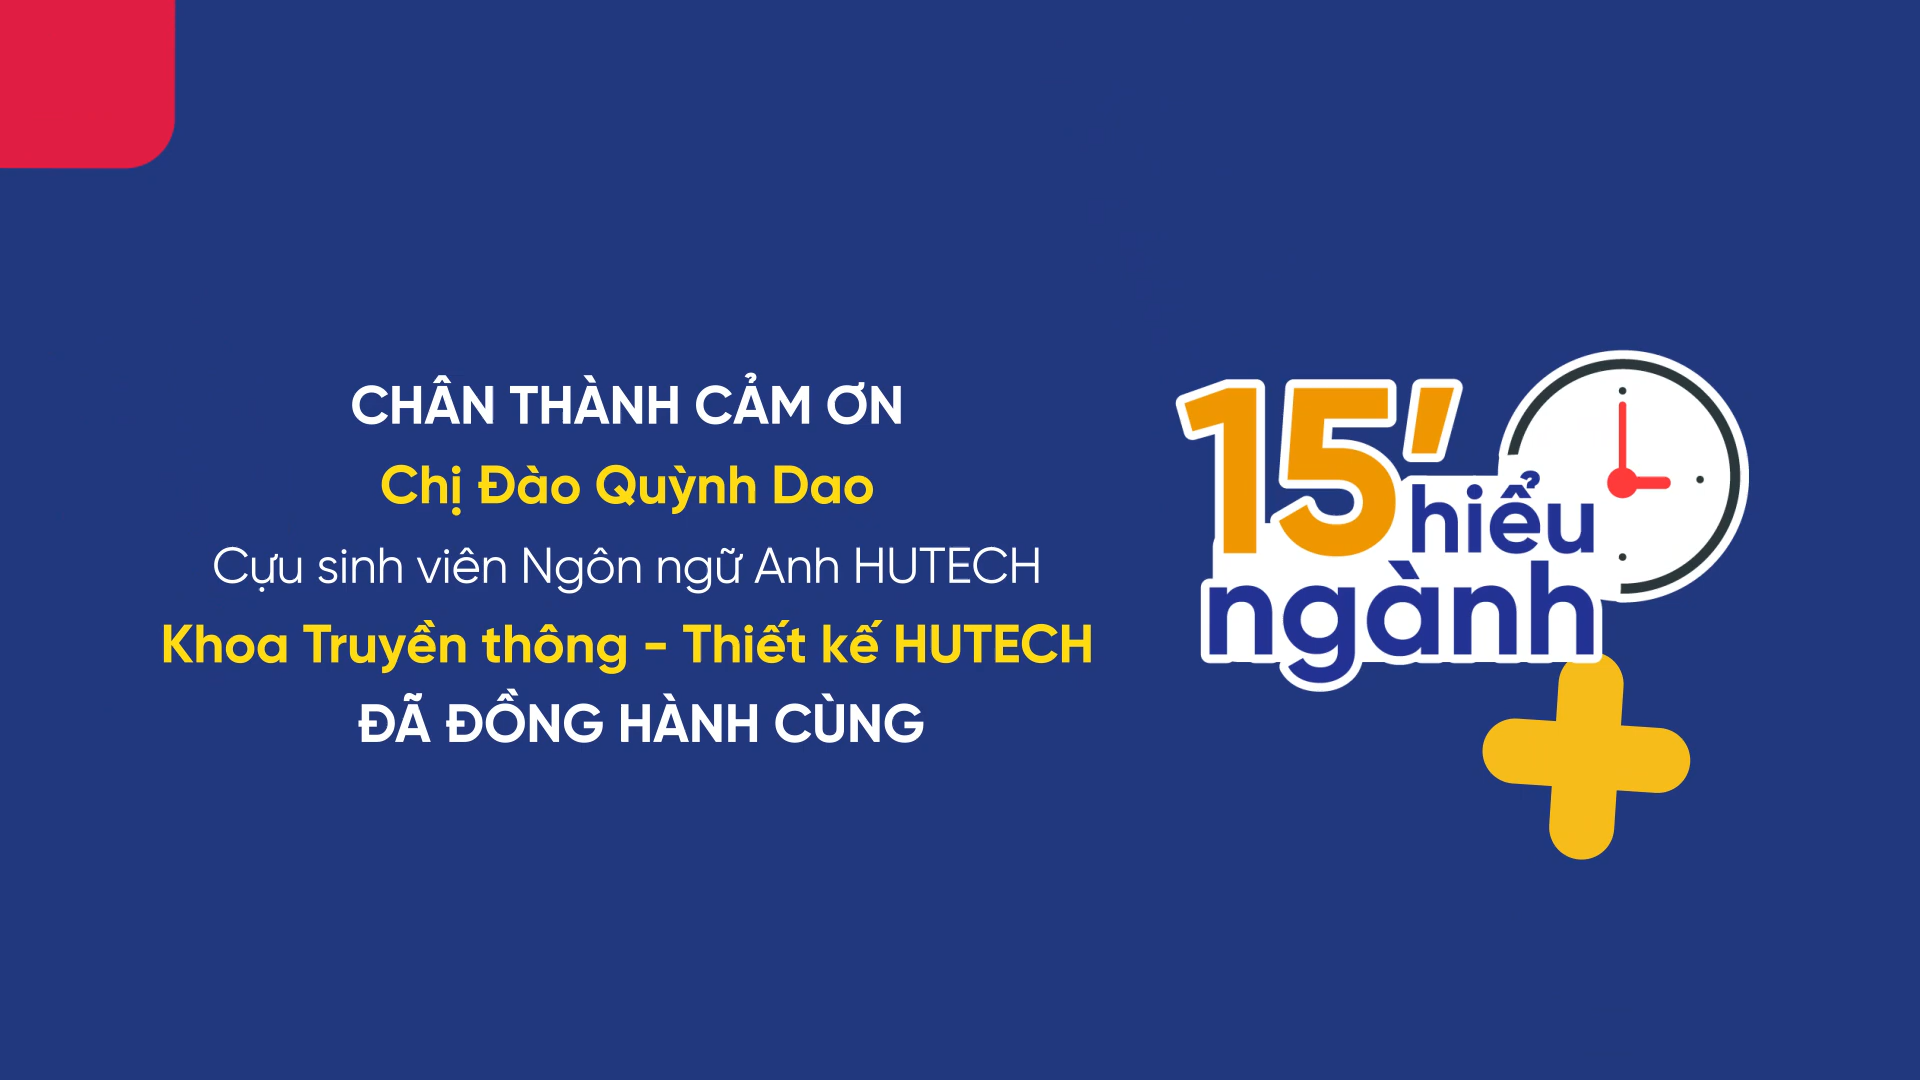 CHÂN THÀNH CẢM ƠN
Chị Đào Quỳnh Dao
Cựu sinh viên Ngôn ngữ Anh HUTECH
Khoa Truyền thông - Thiết kế HUTECH
ĐÃ ĐỒNG HÀNH CÙNG
15' hiểu
ngành